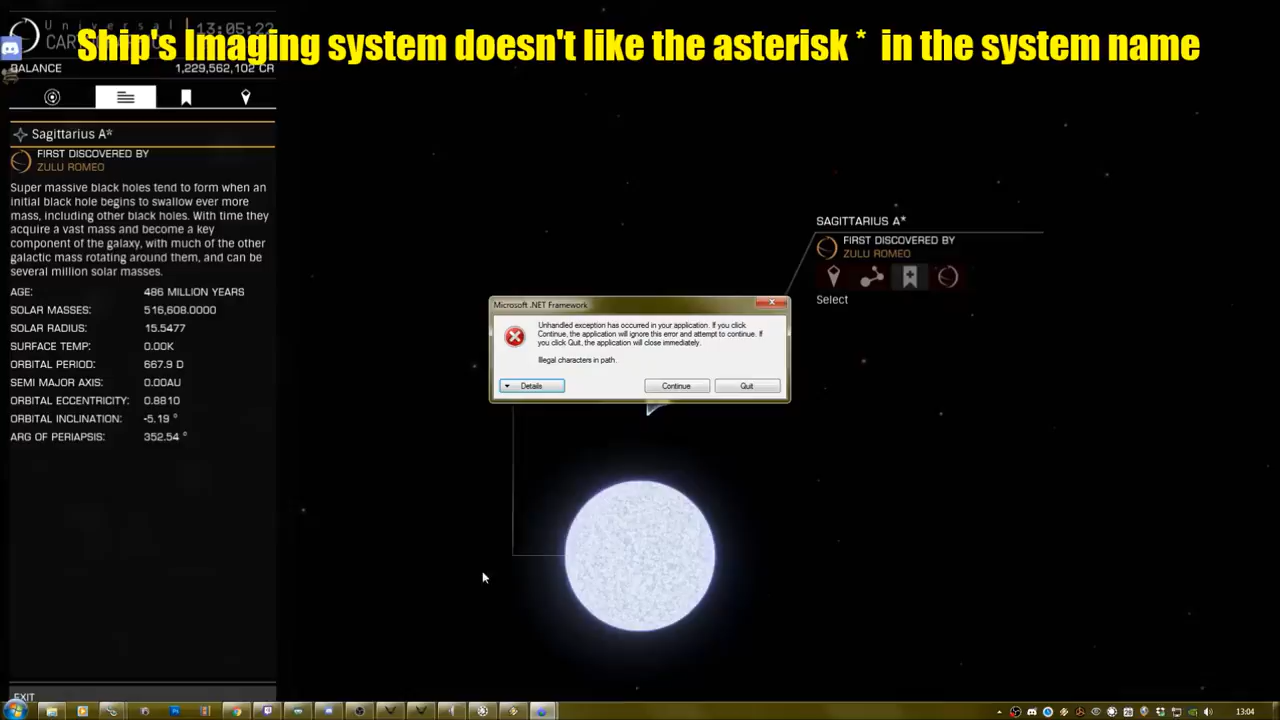 Ship's Imaging system doesn't like the asterisk * in the system name
Universal
13:05:22
BALANCE
1,229,562,102 CR
Sagittarius A*
FIRST DISCOVERED BY
ZULU ROMEO
Super massive black holes tend to form when an
initial black hole begins to swallow ever more
mass, including other black holes. With time they
acquire a vast mass and become a key
component of the galaxy, with much of the other
galactic mass rotating around them, and can be
several million solar masses.
AGE: 486 MILLION YEARS
SOLAR MASSES: 516,608.0000
SOLAR RADIUS: 15.5477
SURFACE TEMP: 0.00K
ORBITAL PERIOD: 667.9 D
SEMI MAJOR AXIS: 0.00AU
ORBITAL ECCENTRICITY: 0.8810
ORBITAL INCLINATION: -5.19 °
ARG OF PERIAPSIS: 352.54 °
EXIT
SAGITTARIUS A*
FIRST DISCOVERED BY
ZULU ROMEO
Select
Microsoft .NET Framework
Unhandled exception has occurred in your application. If you click
Continue, the application will ignore this error and attempt to continue. If
you click Quit, the application will close immediately.
Illegal characters in path.
Details
Continue
Quit
13:04